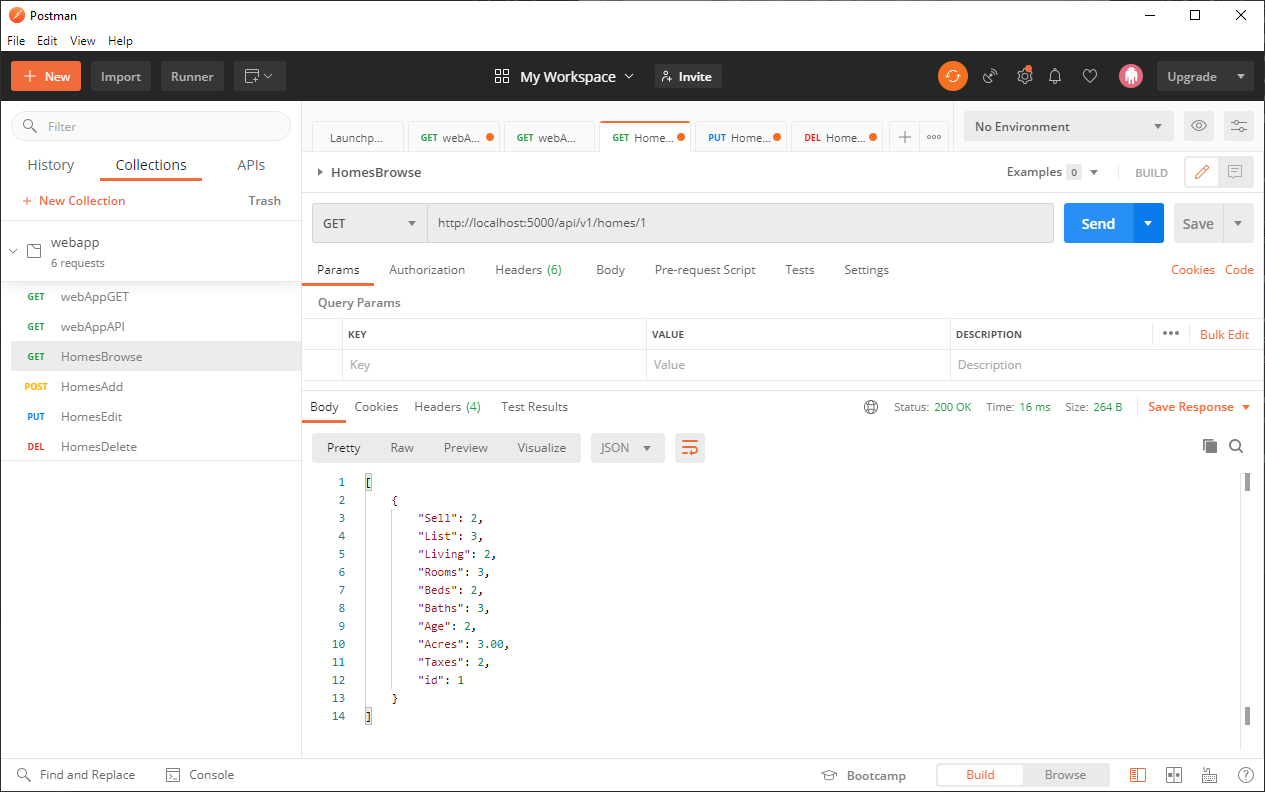 Postman
File Edit View Help
New Import Runner My Workspace Invite Upgrade
Filter
History Collections APIs
New Collection Trash
webapp
6 requests
GET webAppGET
GET webAppAPI
GET HomesBrowse
POST HomesAdd
PUT HomesEdit
DEL HomesDelete
Launchp... GET webA... GET webA... GET Home... PUT Home... DEL Home... No Environment
HomesBrowse Examples 0 BUILD
GET http://localhost:5000/api/v1/homes/1 Send Save
Params Authorization Headers (6) Body Pre-request Script Tests Settings Cookies Code
Query Params
KEY VALUE DESCRIPTION Bulk Edit
Key Value Description
Body Cookies Headers (4) Test Results Status: 200 OK Time: 16 ms Size: 264 B Save Response
Pretty Raw Preview Visualize JSON
1 [
2 {
3 "Sell": 2,
4 "List": 3,
5 "Living": 2,
6 "Rooms": 3,
7 "Beds": 2,
8 "Baths": 3,
9 "Age": 2,
10 "Acres": 3.00,
11 "Taxes": 2,
12 "id": 1
13 }
14 ]
Find and Replace Console Bootcamp Build Browse